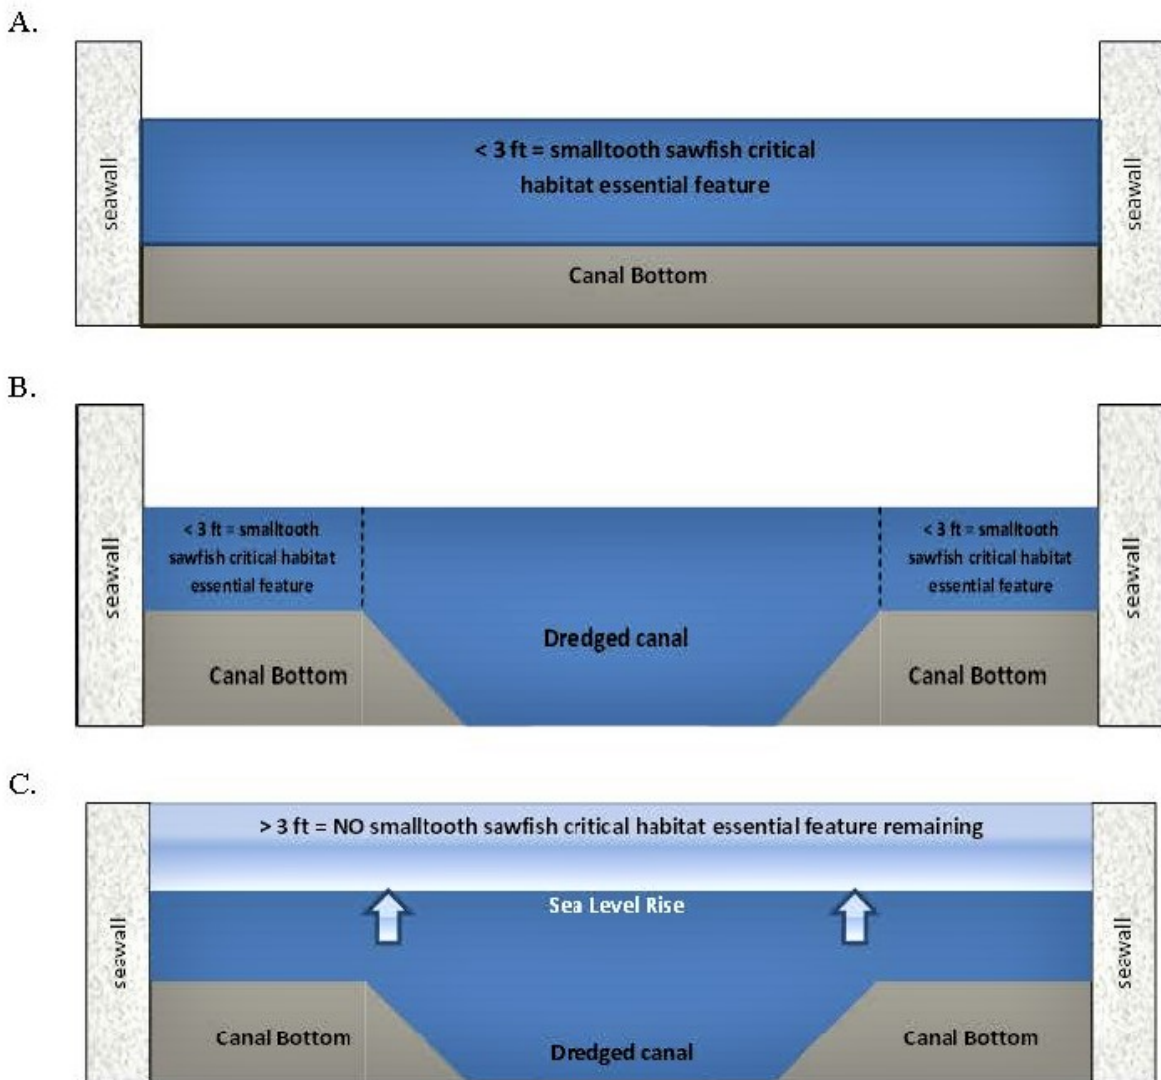 A.
seawall
< 3 ft = smalltooth sawfish critical
habitat essential feature
seawall
Canal Bottom
B.
seawall
< 3 ft = smalltooth
sawfish critical habitat
essential feature
< 3 ft = smalltooth
sawfish critical habitat
essential feature
seawall
Dredged canal
Canal Bottom
Canal Bottom
C.
seawall
> 3 ft = NO smalltooth sawfish critical habitat essential feature remaining
Sea Level Rise
seawall
Canal Bottom
Dredged canal
Canal Bottom